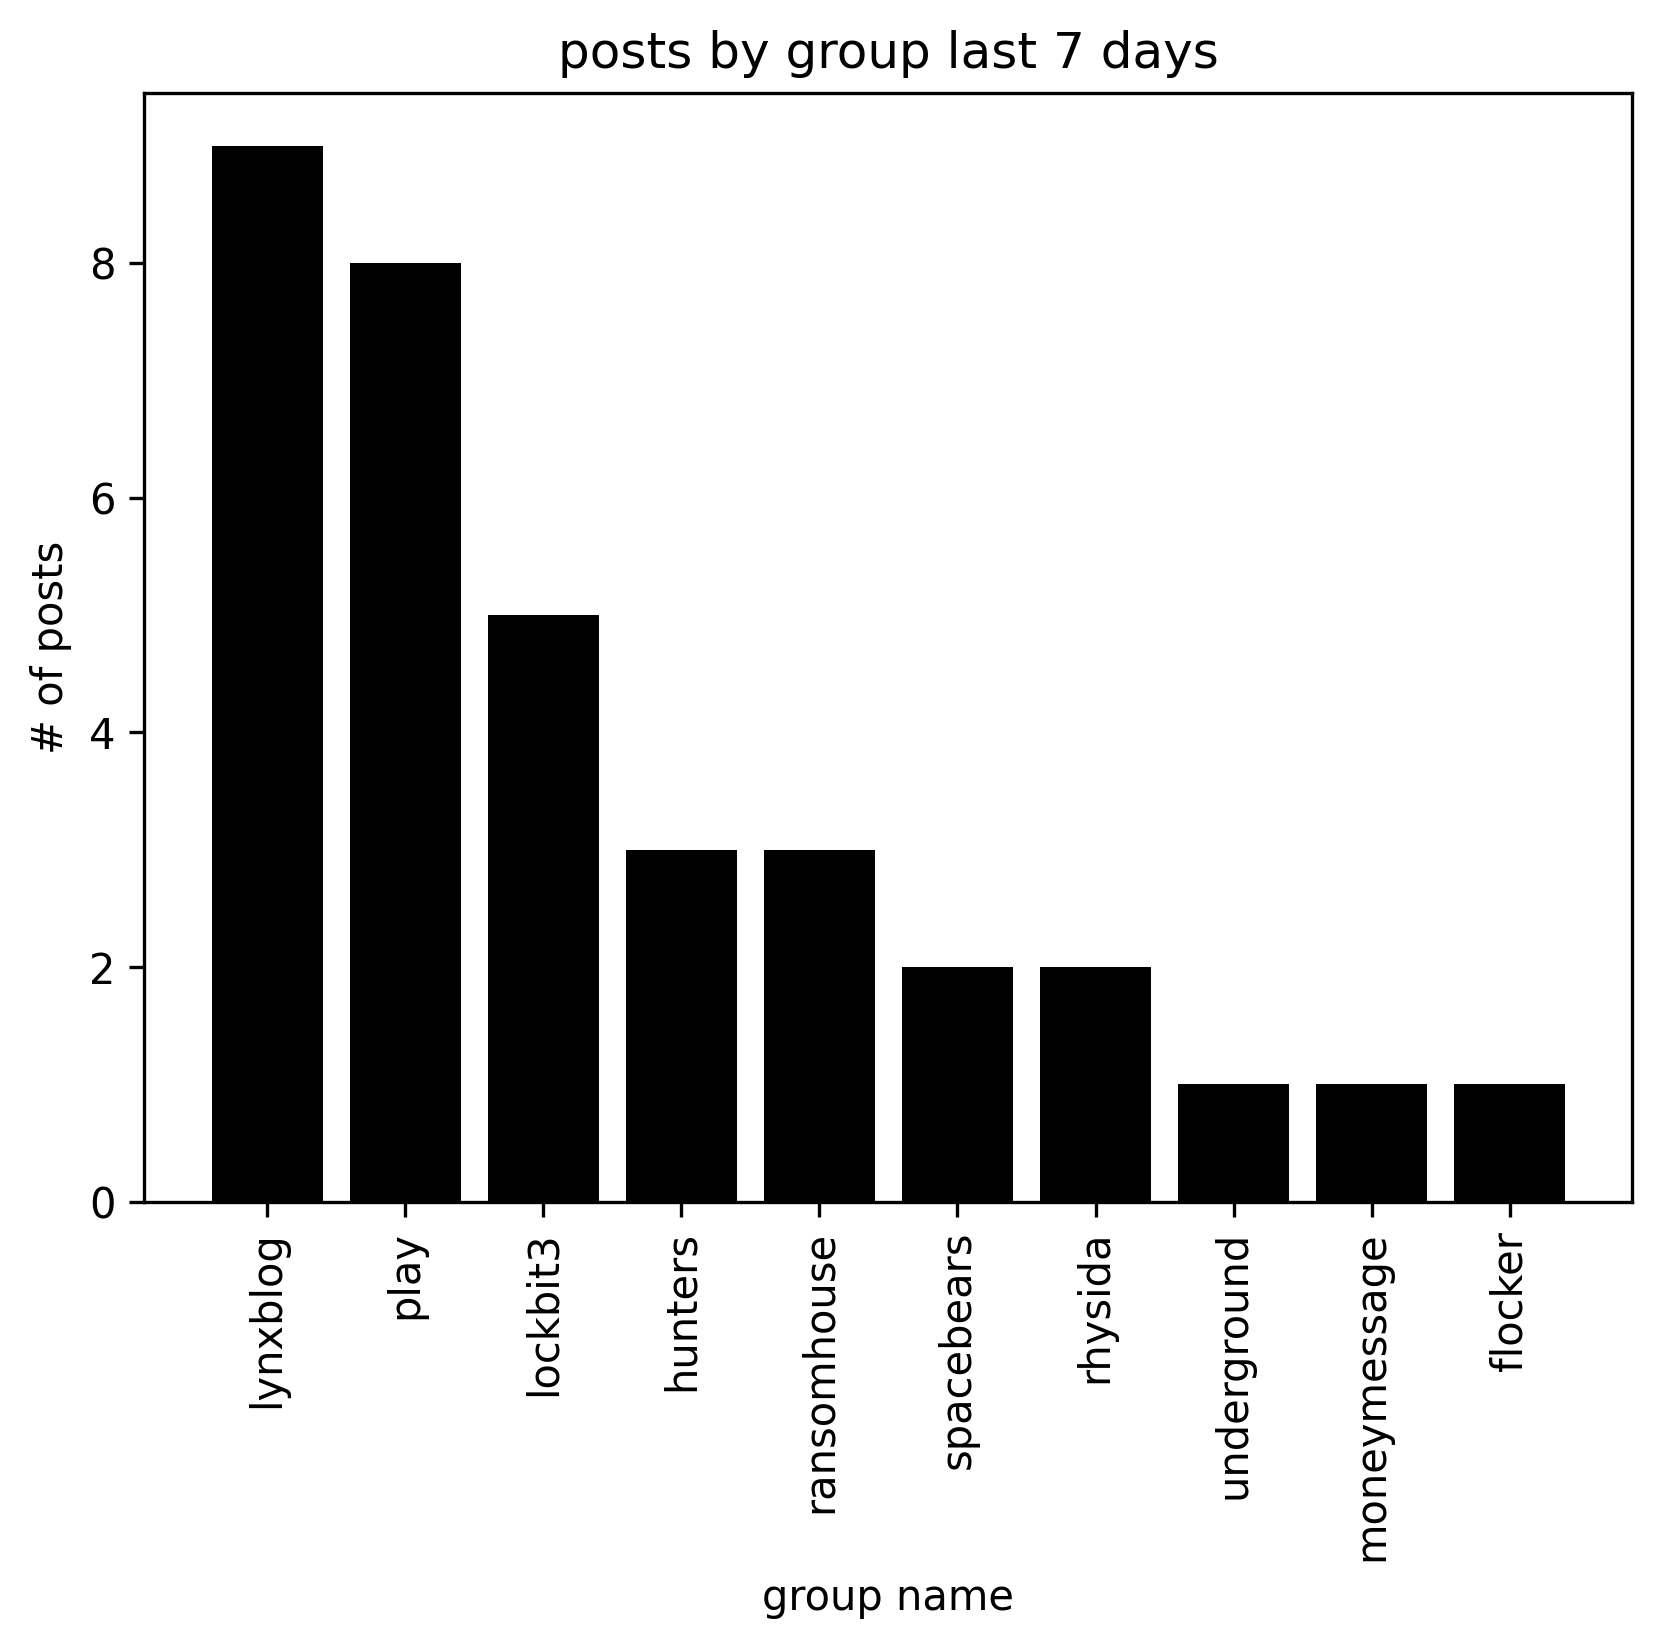 posts by group last 7 days
# of posts
8
6
4
2
0
lynxblog
play
lockbit3
hunters
ransomhouse
spacebears
rhysida
underground
moneymessage
flocker
group name